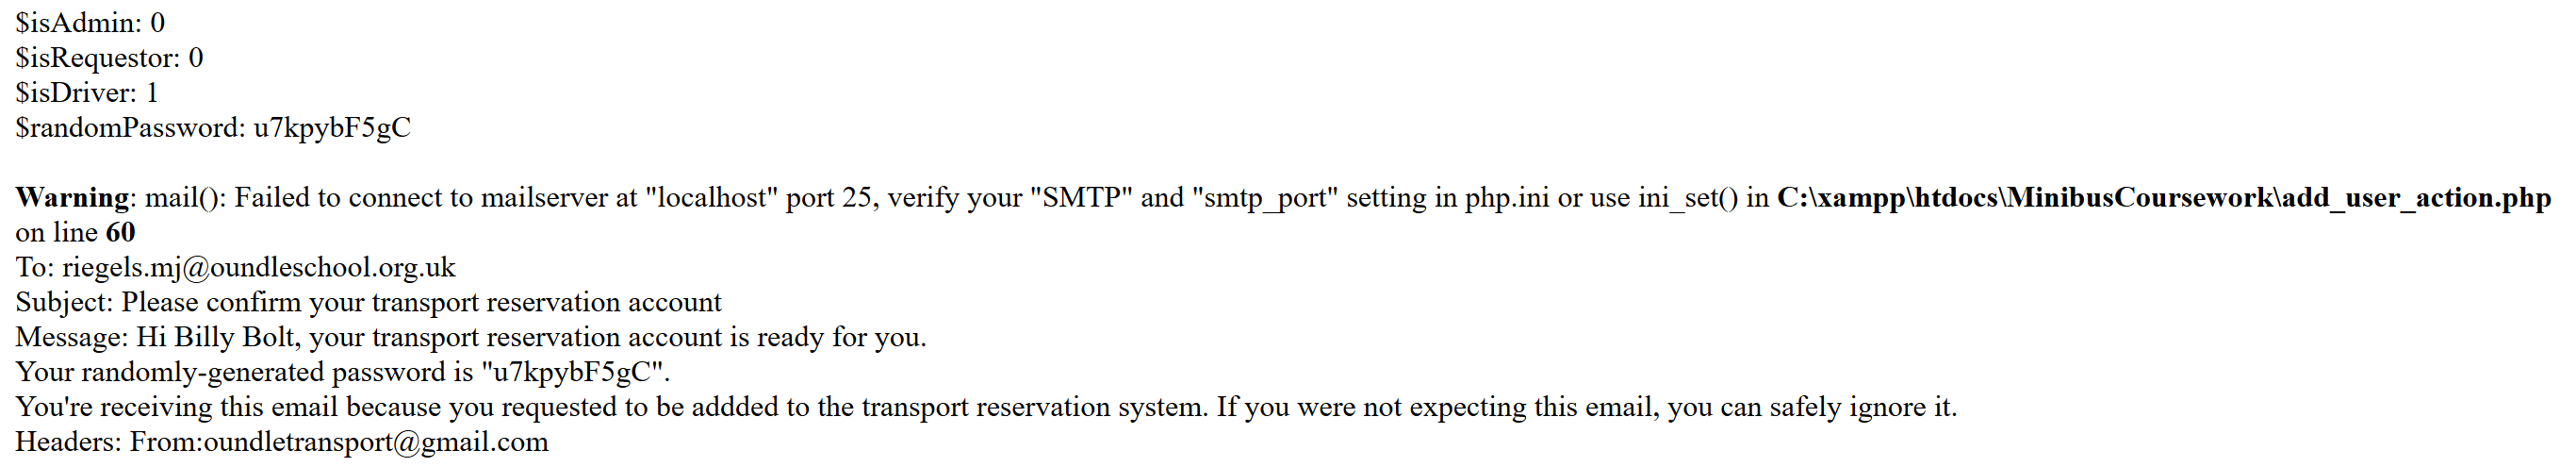 $isAdmin: 0
$isRequestor: 0
$isDriver: 1
$randomPassword: u7kpybF5gC
Warning: mail(): Failed to connect to mailserver at "localhost" port 25, verify your "SMTP" and "smtp_port" setting in php.ini or use ini_set() in C:\xampp\htdocs\MinibusCoursework\add_user_action.php
on line 60
To: riegels.mj@oundleschool.org.uk
Subject: Please confirm your transport reservation account
Message: Hi Billy Bolt, your transport reservation account is ready for you.
Your randomly-generated password is "u7kpybF5gC".
You're receiving this email because you requested to be addded to the transport reservation system. If you were not expecting this email, you can safely ignore it.
Headers: From:oundletransport@gmail.com